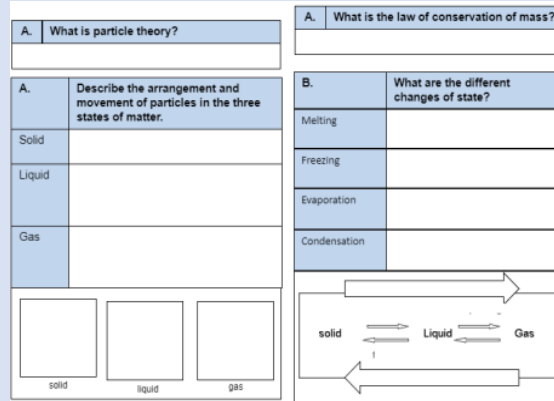 A. What is particle theory?
A. Describe the arrangement and
movement of particles in the three
states of matter.
Solid
Liquid
Gas
solid
liquid
gas
A. What is the law of conservation of mass?
B. What are the different
changes of state?
Melting
Freezing
Evaporation
Condensation
solid Liquid Gas